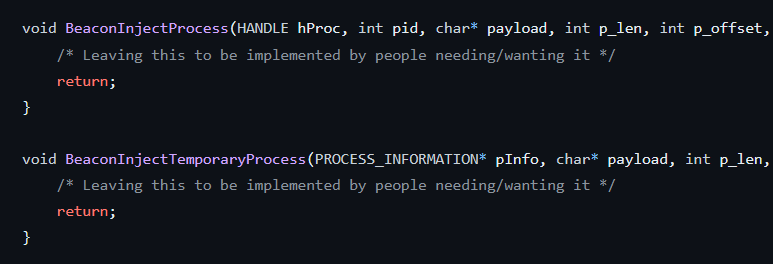 void BeaconInjectProcess(HANDLE hProc, int pid, char* payload, int p_len, int p_offset,
/* Leaving this to be implemented by people needing/wanting it */
return;
}
void BeaconInjectTemporaryProcess(PROCESS_INFORMATION* pInfo, char* payload, int p_len,
/* Leaving this to be implemented by people needing/wanting it */
return;
}